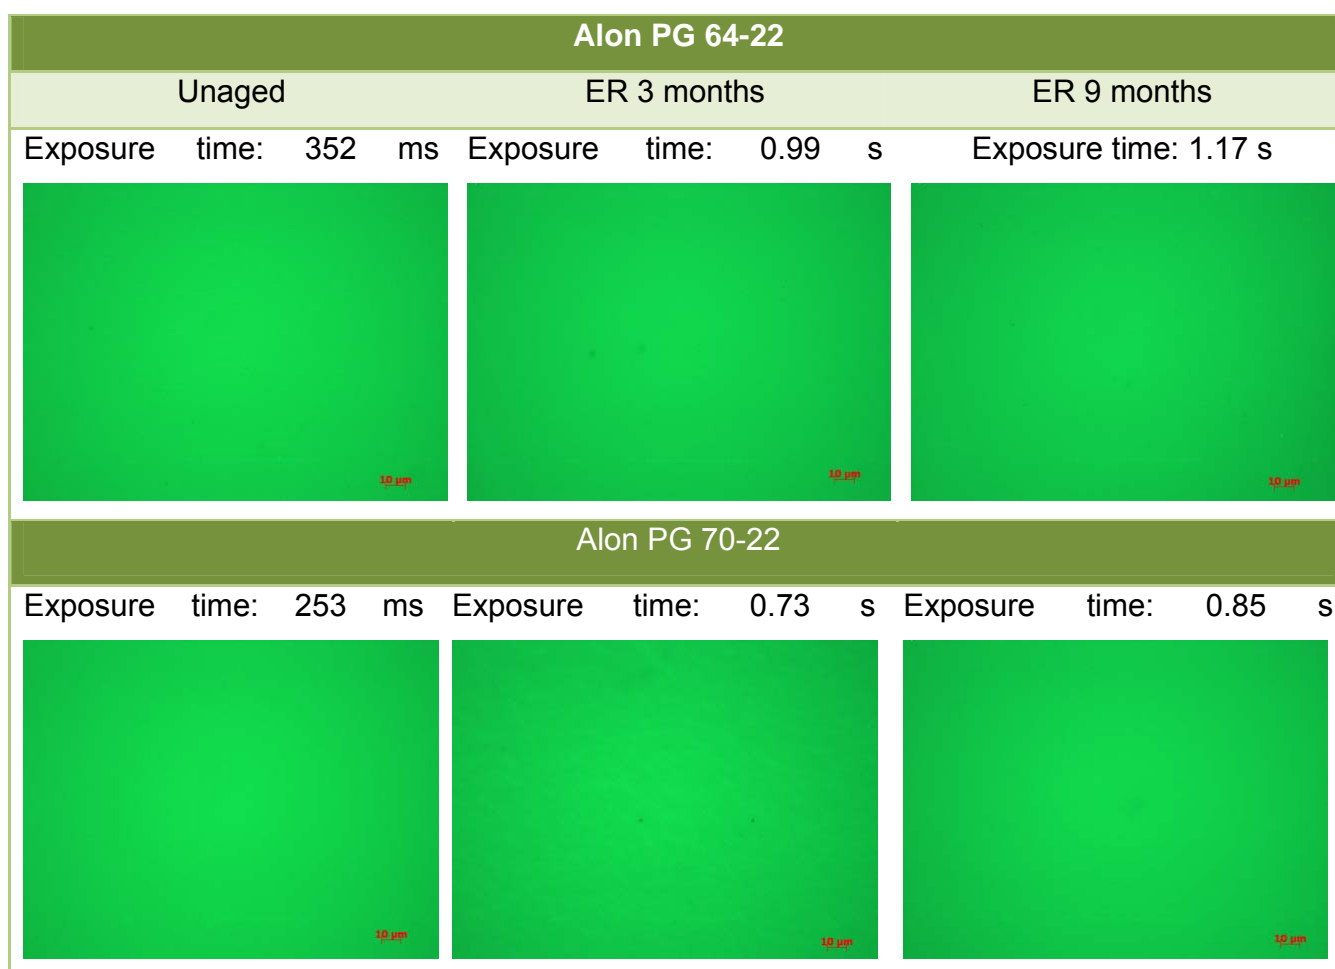 Alon PG 64-22
Unaged ER 3 months ER 9 months
Exposure time: 352 ms Exposure time: 0.99 s Exposure time: 1.17 s
10 µm 10 µm 10 µm
Alon PG 70-22
Exposure time: 253 ms Exposure time: 0.73 s Exposure time: 0.85 s
10 µm 10 µm 10 µm